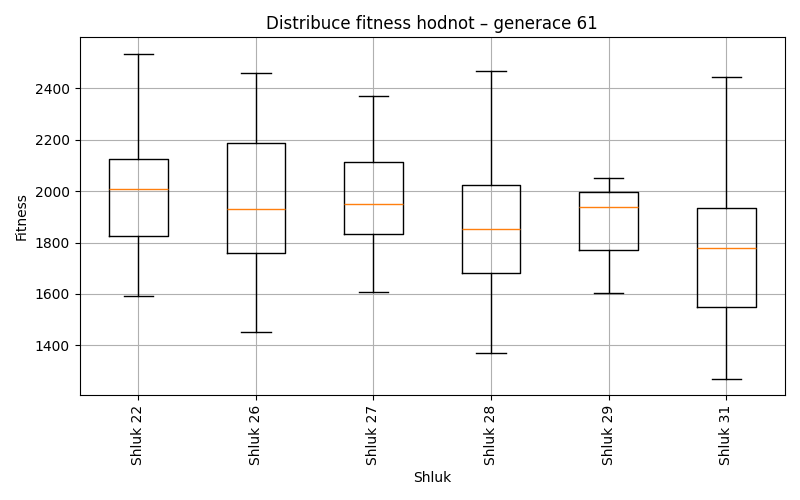 Distribuce fitness hodnot – generace 61
Fitness
2400
2200
2000
1800
1600
1400
Shluk 22
Shluk 26
Shluk 27
Shluk 28
Shluk 29
Shluk 31
Shluk